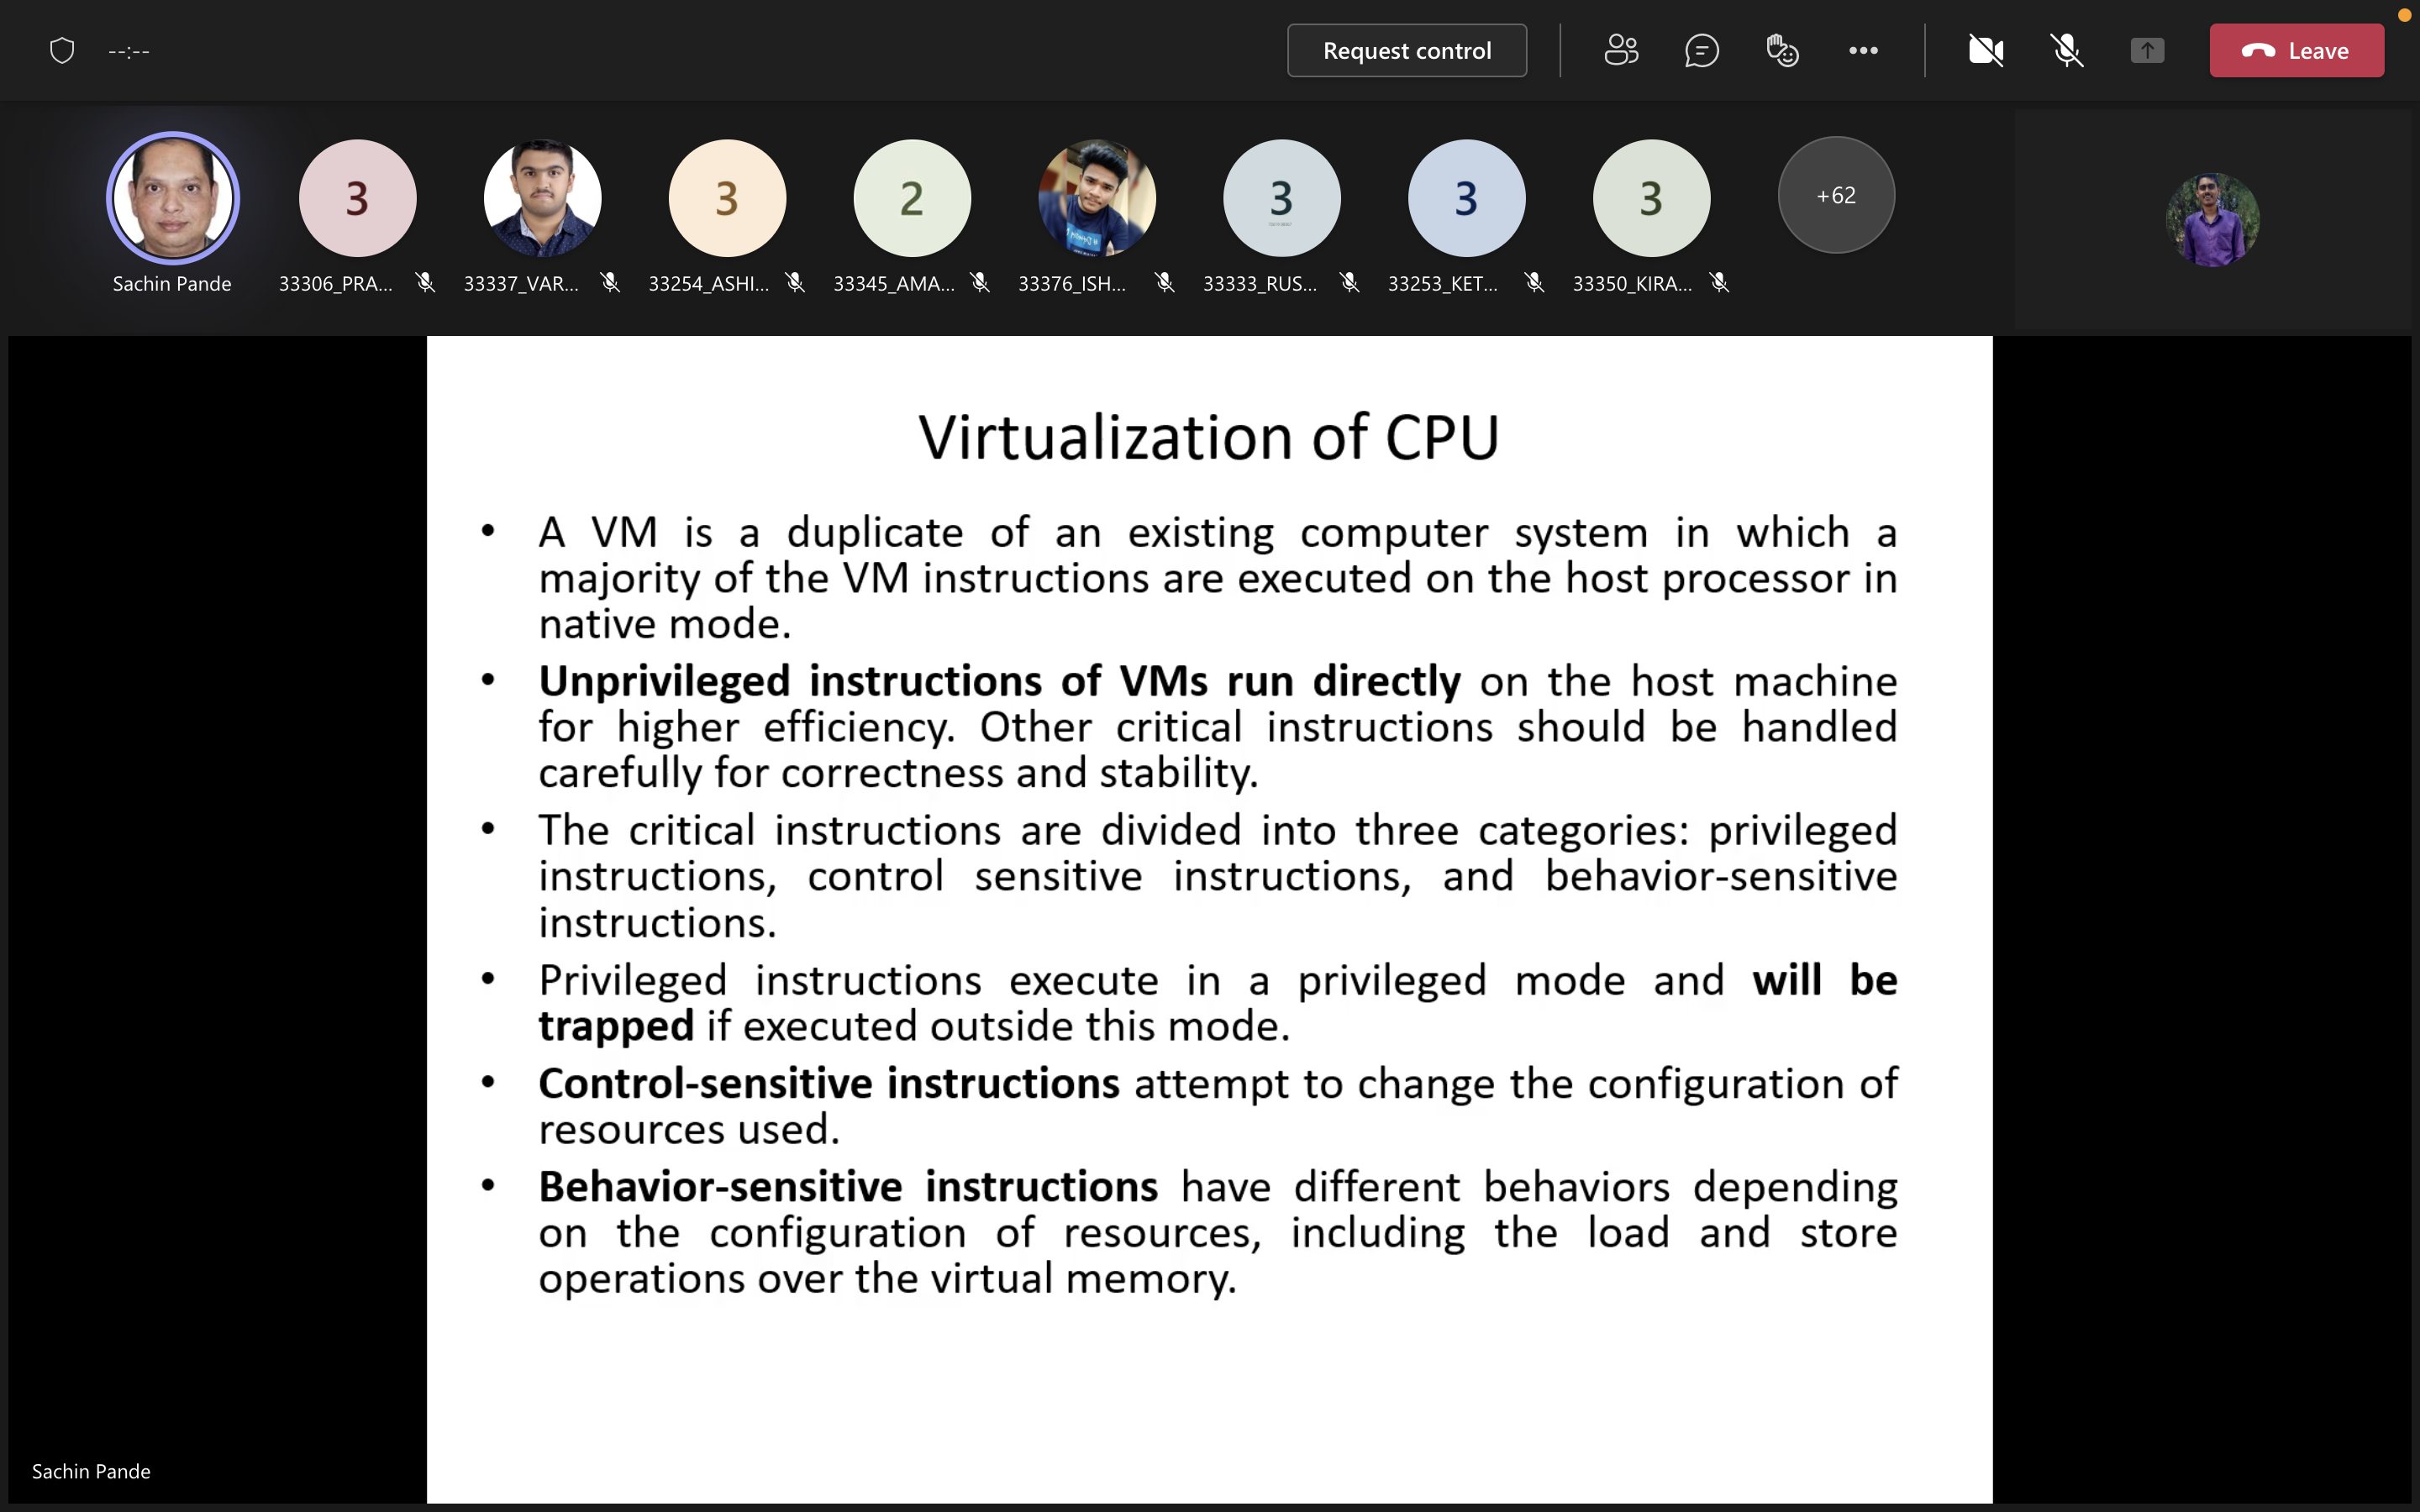 --:--
Request control
Leave
3
3
2
3
3
3
+62
Sachin Pande
33306_PRA...
33337_VAR...
33254_ASHI...
33345_AMA...
33376_ISH...
33333_RUS...
33253_KET...
33350_KIRA...
Virtualization of CPU
• A VM is a duplicate of an existing computer system in which a
majority of the VM instructions are executed on the host processor in
native mode.
• Unprivileged instructions of VMs run directly on the host machine
for higher efficiency. Other critical instructions should be handled
carefully for correctness and stability.
• The critical instructions are divided into three categories: privileged
instructions, control sensitive instructions, and behavior-sensitive
instructions.
• Privileged instructions execute in a privileged mode and will be
trapped if executed outside this mode.
• Control-sensitive instructions attempt to change the configuration of
resources used.
• Behavior-sensitive instructions have different behaviors depending
on the configuration of resources, including the load and store
operations over the virtual memory.
Sachin Pande